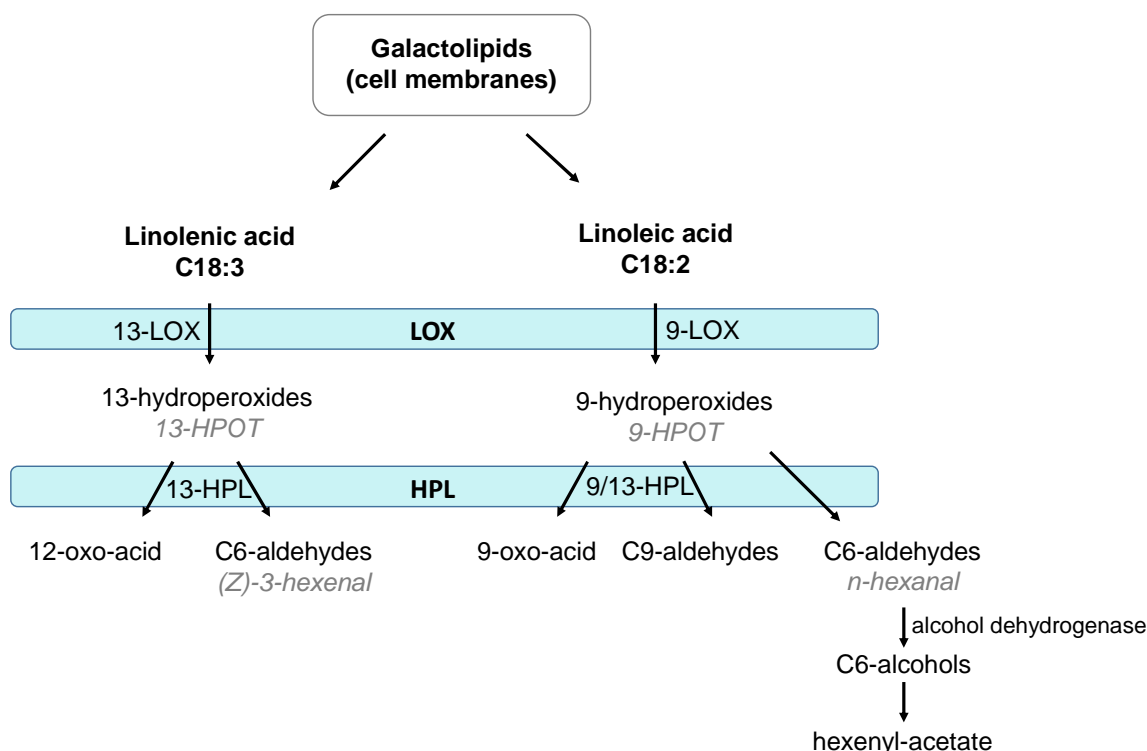 Galactolipids
(cell membranes)
Linolenic acid
C18:3
Linoleic acid
C18:2
13-LOX
LOX
9-LOX
13-hydroperoxides
13-HPOT
9-hydroperoxides
9-HPOT
13-HPL
HPL
9/13-HPL
12-oxo-acid
C6-aldehydes
(Z)-3-hexenal
9-oxo-acid
C9-aldehydes
C6-aldehydes
n-hexanal
alcohol dehydrogenase
C6-alcohols
hexenyl-acetate